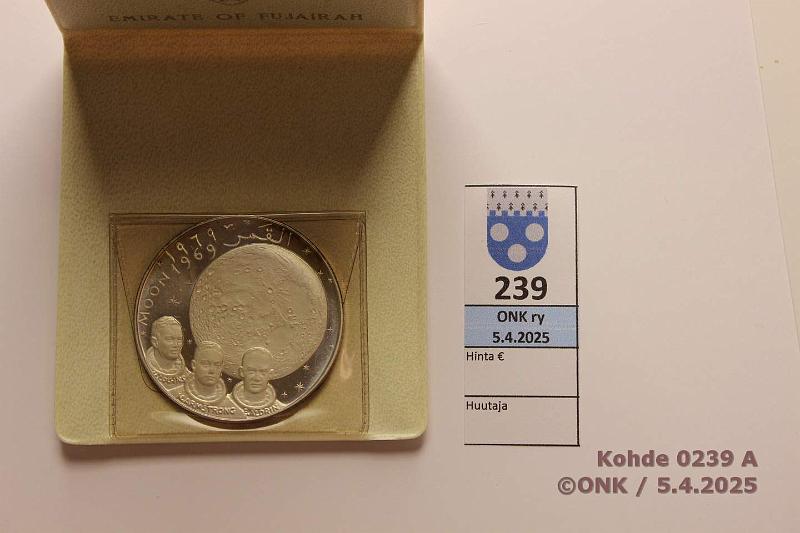 EMIRATE OF FUJAIRAH
١٩٦٩ القمر
MOON 1969
COLLINS
ARMSTRONG
ALDRIN
239
ONK ry
5.4.2025
Hinta €
Huutaja
Kohde 0239 A
©ONK / 5.4.2025